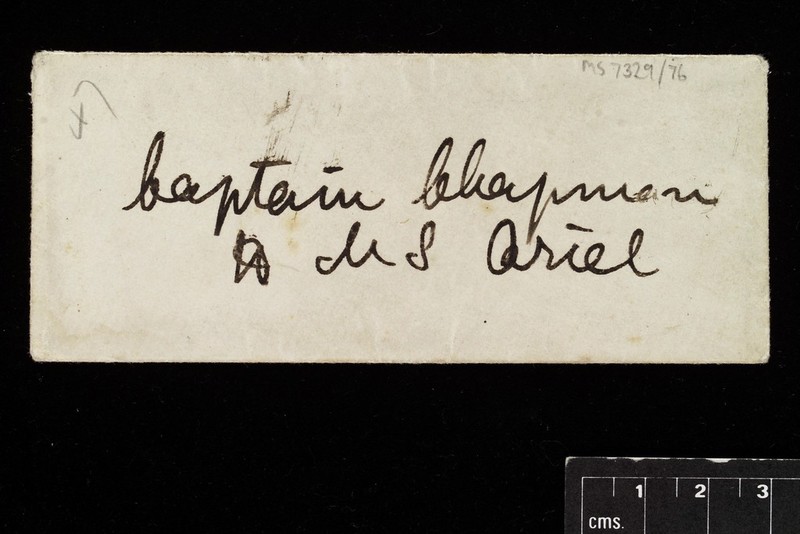 MS 7329/76
Captain Chapman
H M S Ariel
1 2 3
cms.